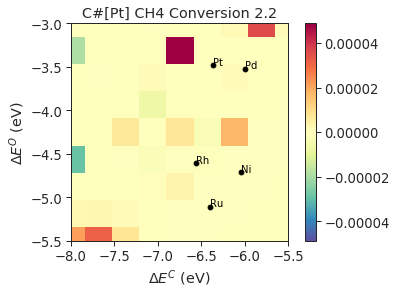 C#[Pt] CH4 Conversion 2.2
−3.0
−3.5
−4.0
−4.5
−5.0
−5.5
ΔE^O (eV)
Pt
Pd
Rh
Ni
Ru
−8.0 −7.5 −7.0 −6.5 −6.0 −5.5
ΔE^C (eV)
0.00004
0.00002
0.00000
−0.00002
−0.00004